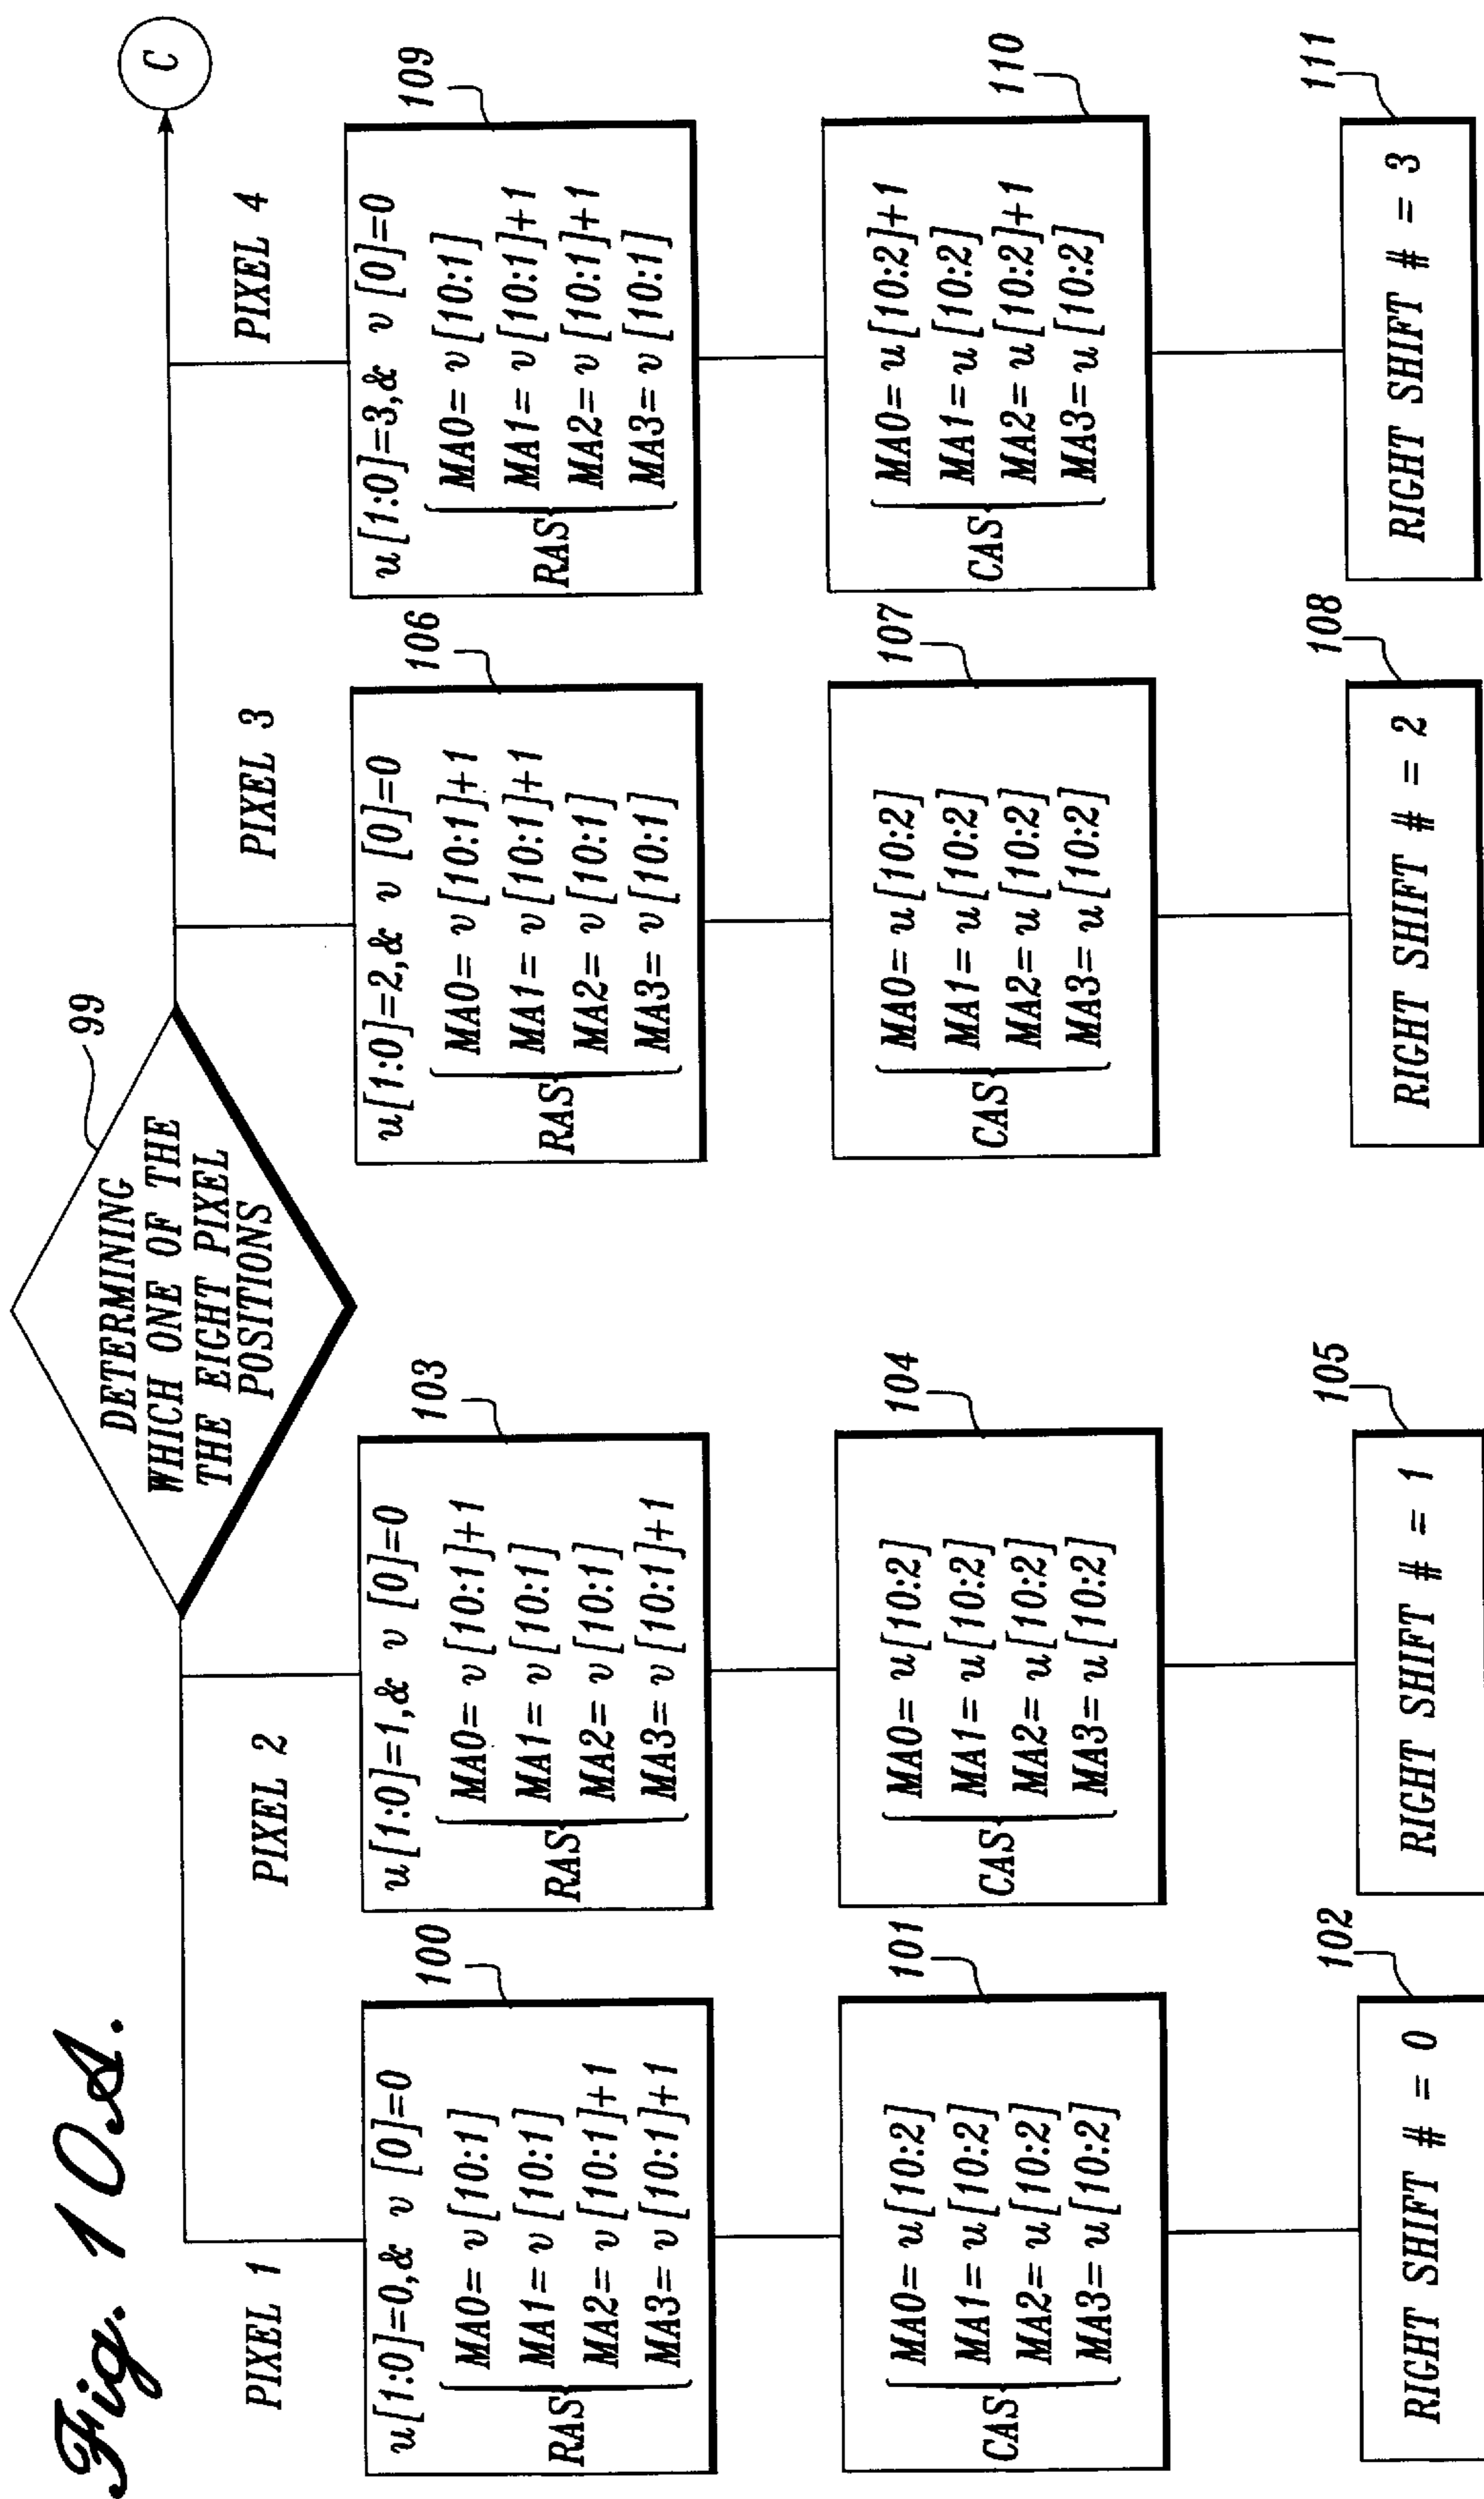 Fig. 10A.
DETERMINING
WHICH ONE OF THE
THE EIGHT PIXEL
POSITIONS
99
C
PIXEL 1
100
u[1:0]=0,& v [0]=0
RAS
MA0= v[10:1]
MA1= v[10:1]
MA2= v[10:1]+1
MA3= v[10:1]+1
101
CAS
MA0= u[10:2]
MA1= u[10:2]
MA2= u[10:2]
MA3= u[10:2]
102
RIGHT SHIFT # = 0
PIXEL 2
103
u[1:0]=1,& v [0]=0
RAS
MA0= v[10:1]+1
MA1= v[10:1]
MA2= v[10:1]
MA3= v[10:1]+1
104
CAS
MA0= u[10:2]
MA1= u[10:2]
MA2= u[10:2]
MA3= u[10:2]
105
RIGHT SHIFT # = 1
PIXEL 3
106
u[1:0]=2,& v [0]=0
RAS
MA0= v[10:1]+1
MA1= v[10:1]+1
MA2= v[10:1]
MA3= v[10:1]
107
CAS
MA0= u[10:2]
MA1= u[10:2]
MA2= u[10:2]
MA3= u[10:2]
108
RIGHT SHIFT # = 2
PIXEL 4
109
u[1:0]=3,& v [0]=0
RAS
MA0= v[10:1]
MA1= v[10:1]+1
MA2= v[10:1]+1
MA3= v[10:1]
110
CAS
MA0= u[10:2]+1
MA1= u[10:2]
MA2= u[10:2]+1
MA3= u[10:2]
111
RIGHT SHIFT # = 3